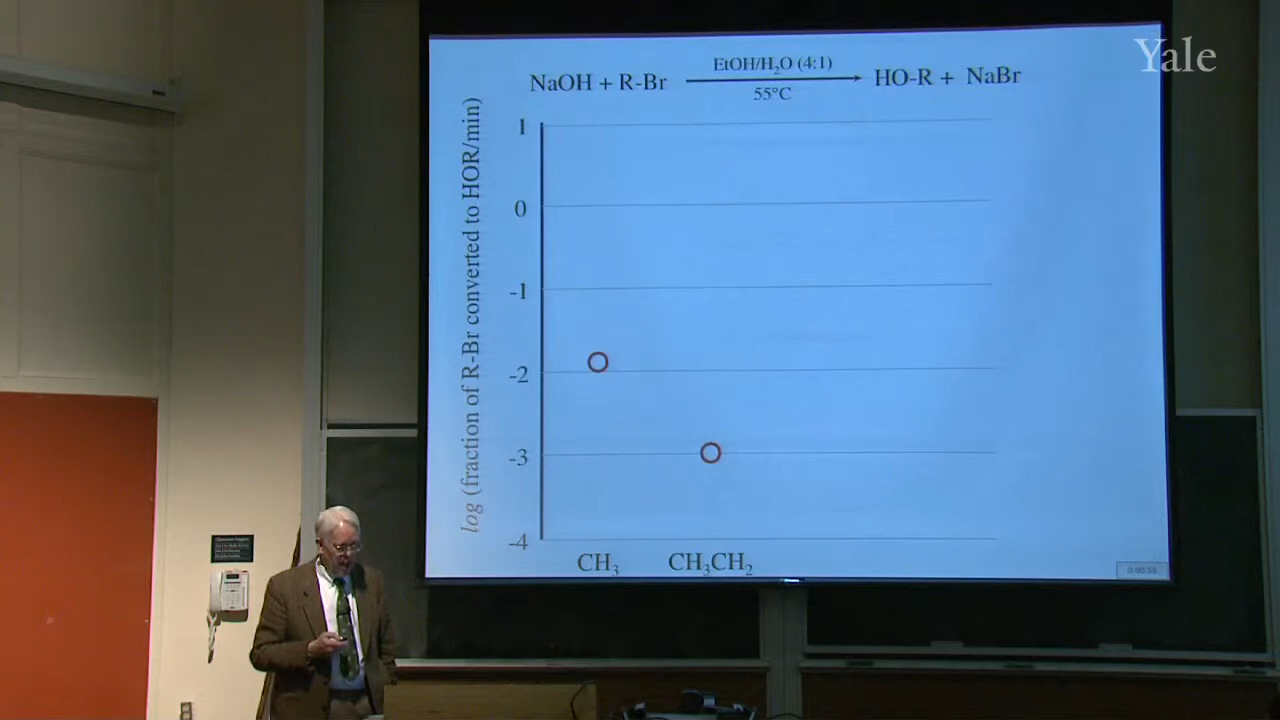 Yale
EtOH/H₂O (4:1)
NaOH + R-Br HO-R + NaBr
55°C
log (fraction of R-Br converted to HOR/min)
1
0
-1
-2
-3
-4
CH₃ CH₃CH₂